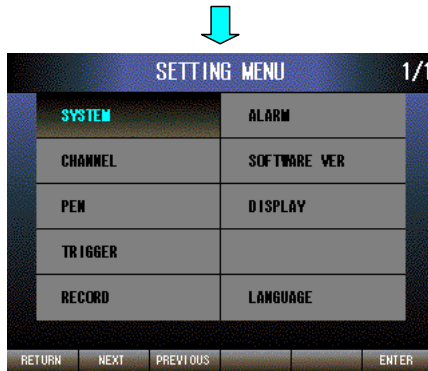 SETTING MENU 1/1
SYSTEM ALARM
CHANNEL SOFTWARE VER
PEN DISPLAY
TRIGGER
RECORD LANGUAGE
RETURN NEXT PREVIOUS ENTER